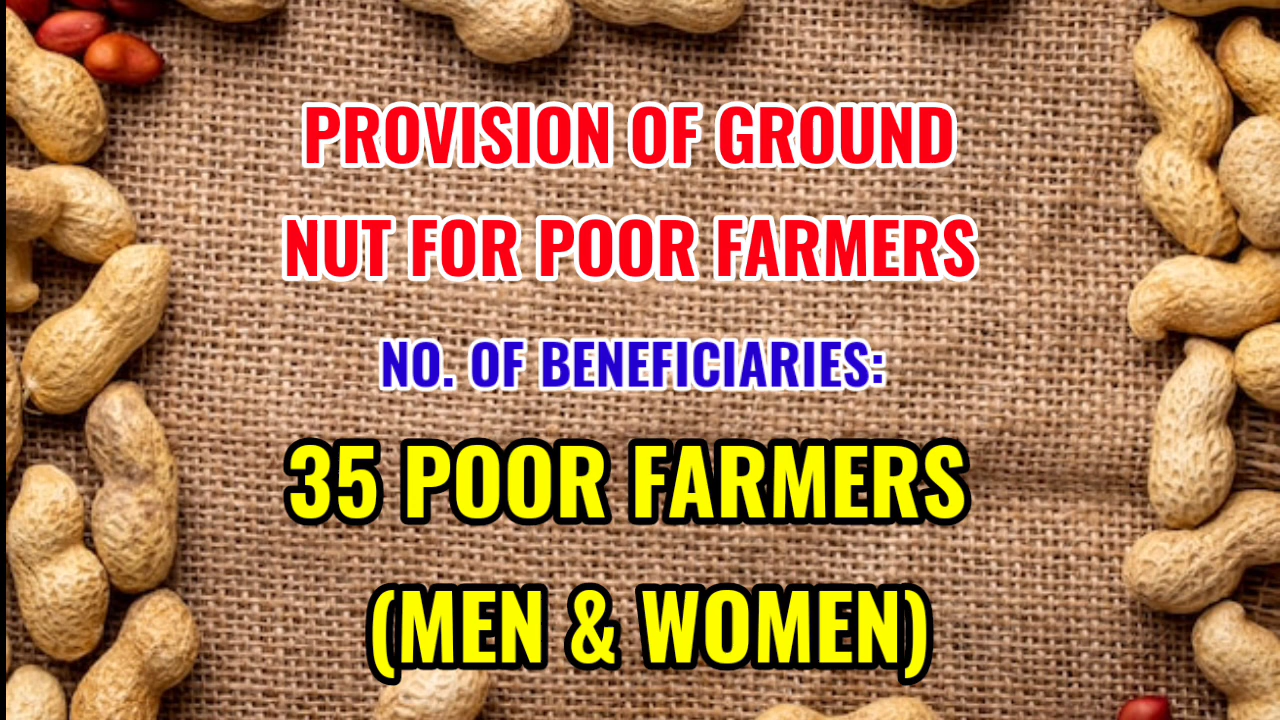 PROVISION OF GROUND
NUT FOR POOR FARMERS
NO. OF BENEFICIARIES:
35 POOR FARMERS
(MEN & WOMEN)